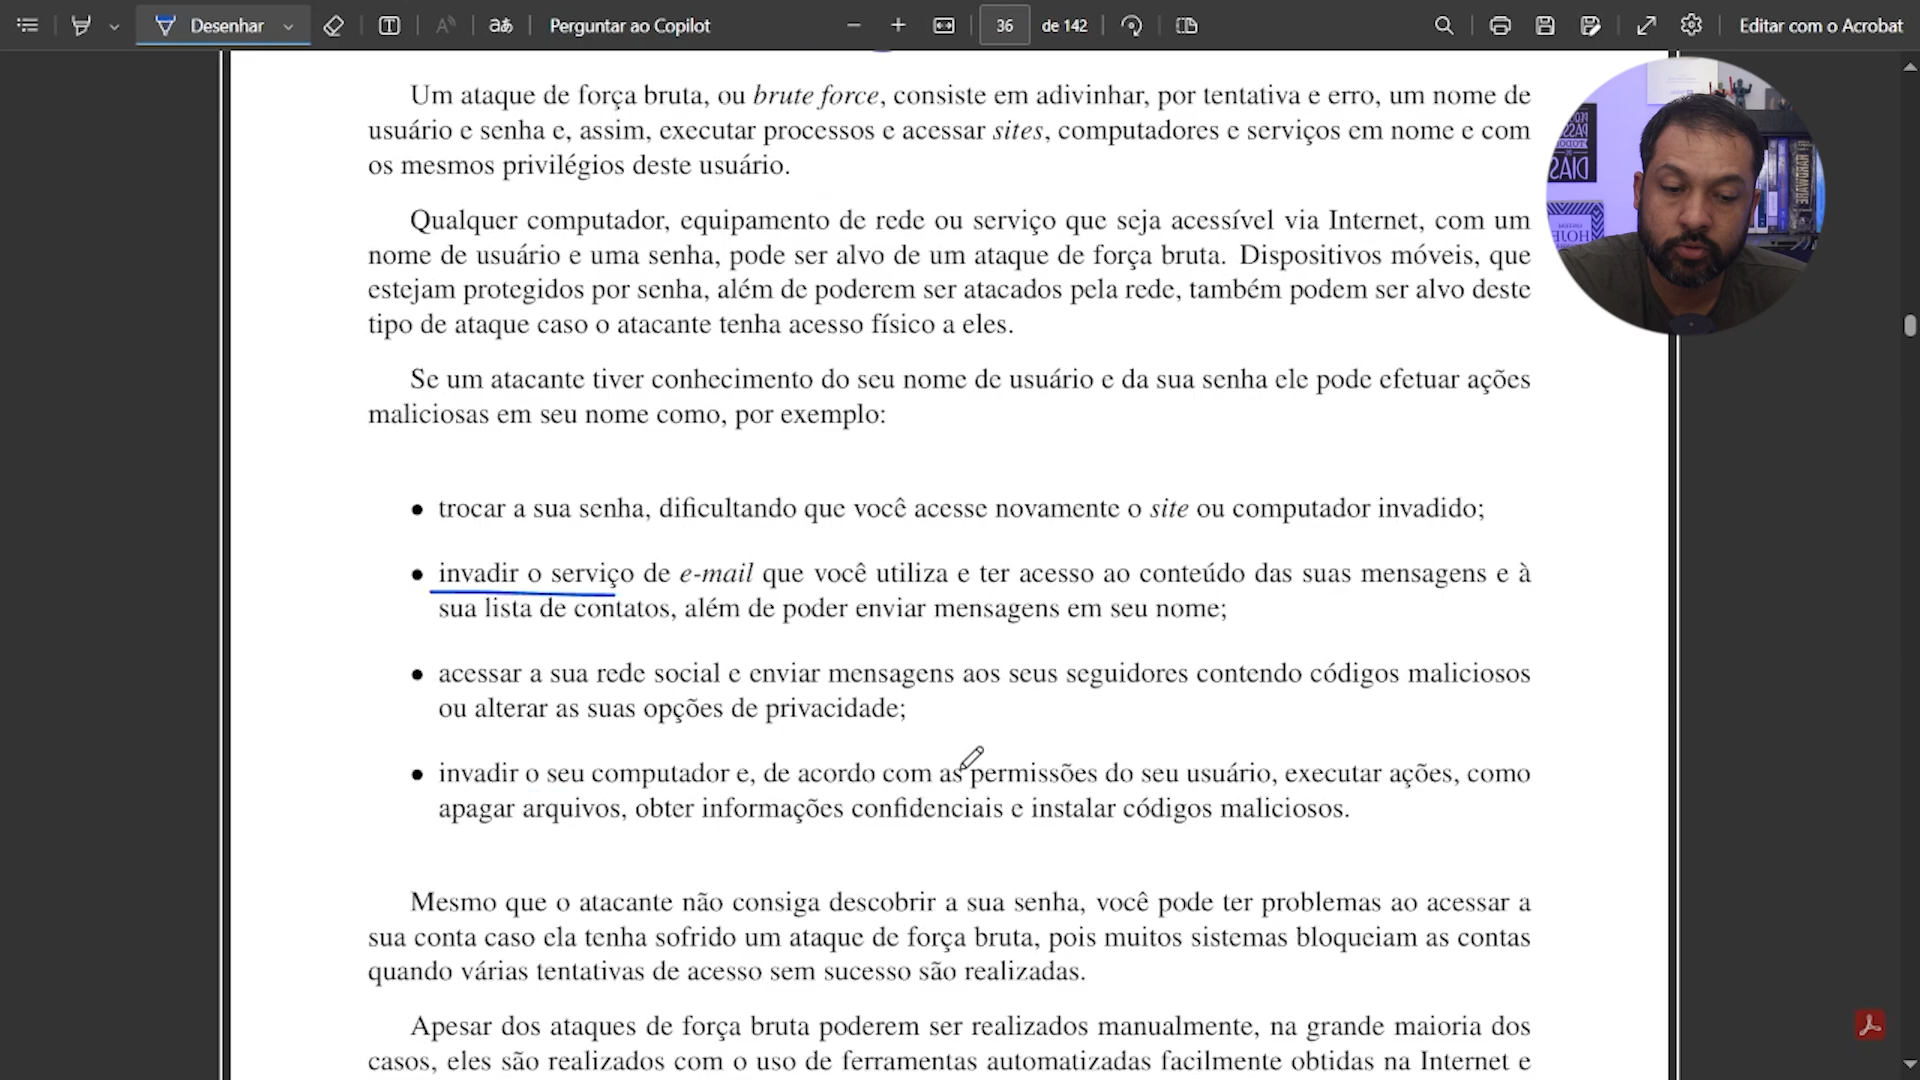 Desenhar
aあ
Perguntar ao Copilot
36
de 142
Editar com o Acrobat
Um ataque de força bruta, ou brute force, consiste em adivinhar, por tentativa e erro, um nome de
usuário e senha e, assim, executar processos e acessar sites, computadores e serviços em nome e com
os mesmos privilégios deste usuário.
Qualquer computador, equipamento de rede ou serviço que seja acessível via Internet, com um
nome de usuário e uma senha, pode ser alvo de um ataque de força bruta. Dispositivos móveis, que
estejam protegidos por senha, além de poderem ser atacados pela rede, também podem ser alvo deste
tipo de ataque caso o atacante tenha acesso físico a eles.
Se um atacante tiver conhecimento do seu nome de usuário e da sua senha ele pode efetuar ações
maliciosas em seu nome como, por exemplo:
• trocar a sua senha, dificultando que você acesse novamente o site ou computador invadido;
• invadir o serviço de e-mail que você utiliza e ter acesso ao conteúdo das suas mensagens e à
sua lista de contatos, além de poder enviar mensagens em seu nome;
• acessar a sua rede social e enviar mensagens aos seus seguidores contendo códigos maliciosos
ou alterar as suas opções de privacidade;
• invadir o seu computador e, de acordo com as permissões do seu usuário, executar ações, como
apagar arquivos, obter informações confidenciais e instalar códigos maliciosos.
Mesmo que o atacante não consiga descobrir a sua senha, você pode ter problemas ao acessar a
sua conta caso ela tenha sofrido um ataque de força bruta, pois muitos sistemas bloqueiam as contas
quando várias tentativas de acesso sem sucesso são realizadas.
Apesar dos ataques de força bruta poderem ser realizados manualmente, na grande maioria dos
casos, eles são realizados com o uso de ferramentas automatizadas facilmente obtidas na Internet e
TODOS
DIAS
HOJE
HARDWARE